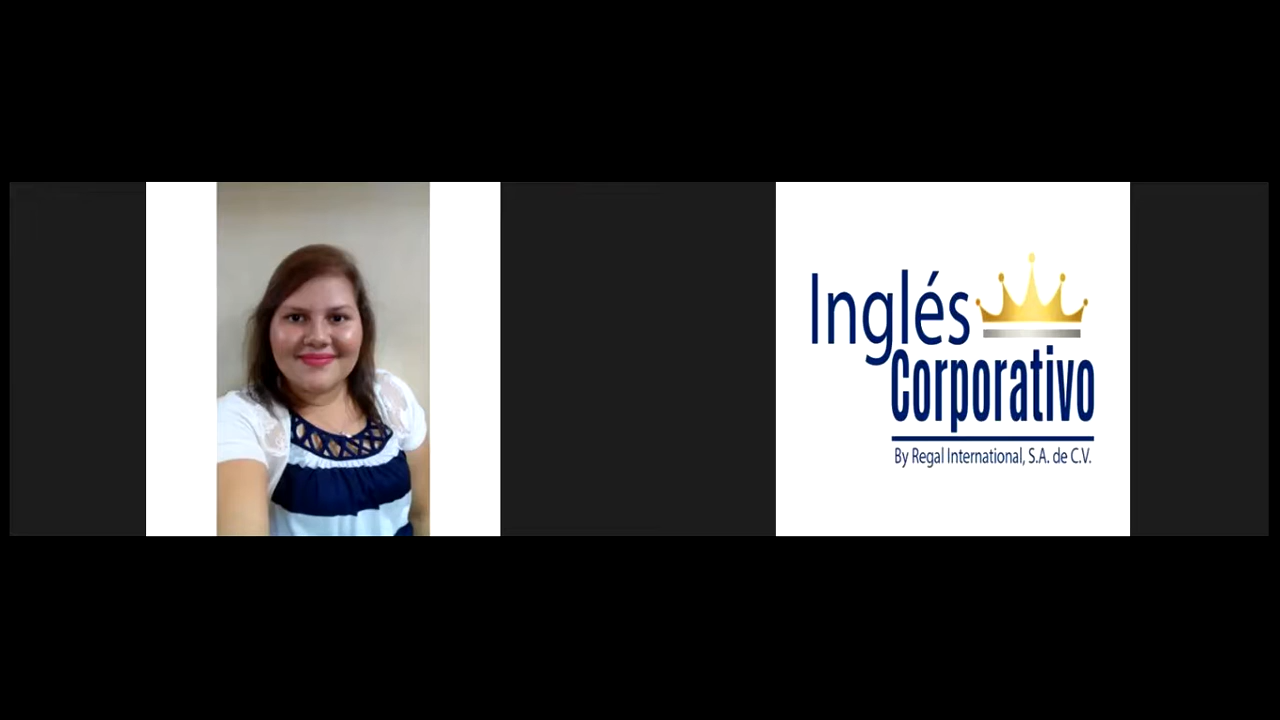 Inglés
Corporativo
By Regal International, S.A. de C.V.